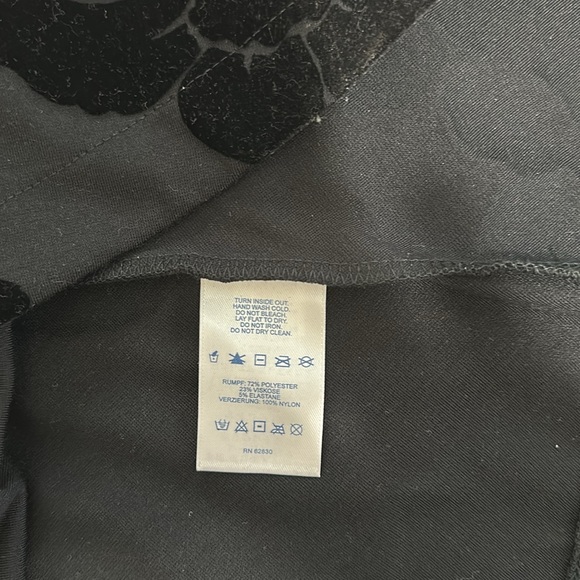 TURN INSIDE OUT.
HAND WASH COLD.
DO NOT BLEACH.
LAY FLAT TO DRY.
DO NOT IRON.
DO NOT DRY CLEAN.
RUMPF: 72% POLYESTER
23% VISKOSE
5% ELASTANE
VERZIERUNG: 100% NYLON
RN 62630